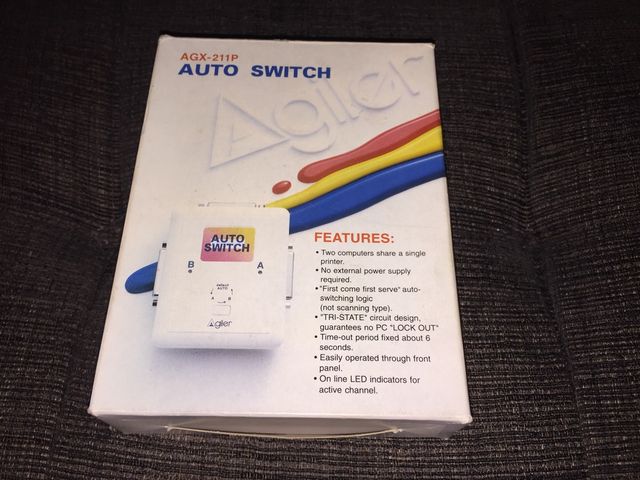 AGX-211P
AUTO SWITCH
Agiler
AUTO
SWITCH
B A
select
AUTO
A B
Agiler
FEATURES:
• Two computers share a single
printer.
• No external power supply
required.
• "First come first serve" auto-
switching logic
(not scanning type).
• "TRI-STATE" circuit design,
guarantees no PC "LOCK OUT"
• Time-out period fixed about 6
seconds.
• Easily operated through front
panel.
• On line LED indicators for
active channel.